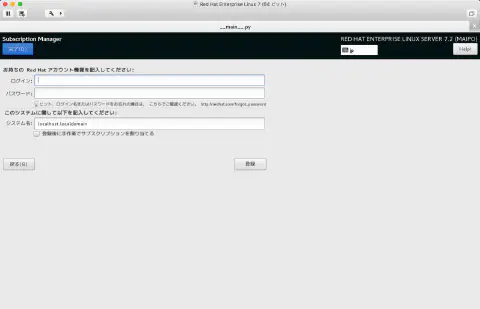 Red Hat Enterprise Linux 7 (64 ビット)
__main__.py
Subscription Manager
RED HAT ENTERPRISE LINUX SERVER 7.2 (MAIPO)
完了(D)
jp
Help!
お持ちの Red Hat アカウント情報を記入してください:
ログイン:
パスワード:
ヒント: ログイン名またはパスワードをお忘れの場合は、 こちらでご確認ください。 http://redhat.com/forgot_password
このシステムに関して以下を記入してください:
システム名: localhost.localdomain
登録後に手作業でサブスクリプションを割り当てる
戻る(B)
登録